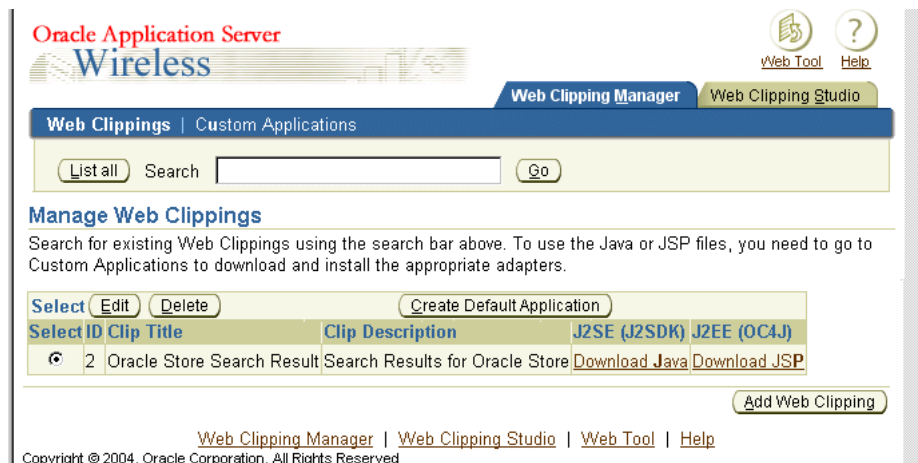 Oracle Application Server
Wireless
Web Tool Help
Web Clipping Manager Web Clipping Studio
Web Clippings | Custom Applications
List all Search Go
Manage Web Clippings
Search for existing Web Clippings using the search bar above. To use the Java or JSP files, you need to go to
Custom Applications to download and install the appropriate adapters.
Select Edit Delete Create Default Application
Select ID Clip Title Clip Description J2SE (J2SDK) J2EE (OC4J)
2 Oracle Store Search Result Search Results for Oracle Store Download Java Download JSP
Add Web Clipping
Web Clipping Manager | Web Clipping Studio | Web Tool | Help
Copyright © 2004, Oracle Corporation. All Rights Reserved